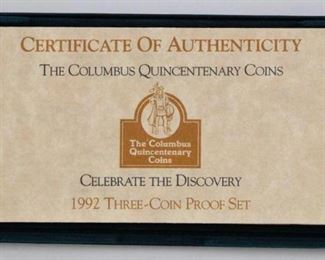 CERTIFICATE OF AUTHENTICITY
THE COLUMBUS QUINCENTENARY COINS
The Columbus
Quincentenary
Coins
CELEBRATE THE DISCOVERY
1992 THREE-COIN PROOF SET